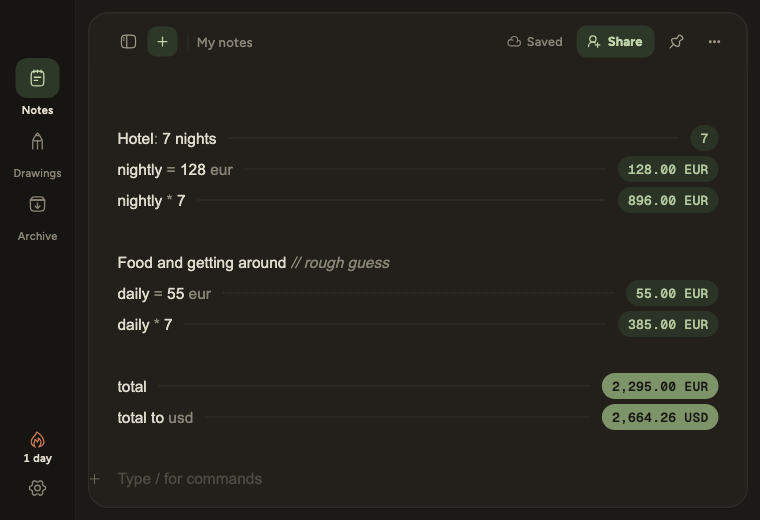 My notes
Saved
Share
Notes
Drawings
Archive
Hotel: 7 nights 7
nightly = 128 eur 128.00 EUR
nightly * 7 896.00 EUR
Food and getting around // rough guess
daily = 55 eur 55.00 EUR
daily * 7 385.00 EUR
total 2,295.00 EUR
total to usd 2,664.26 USD
Type / for commands
1 day